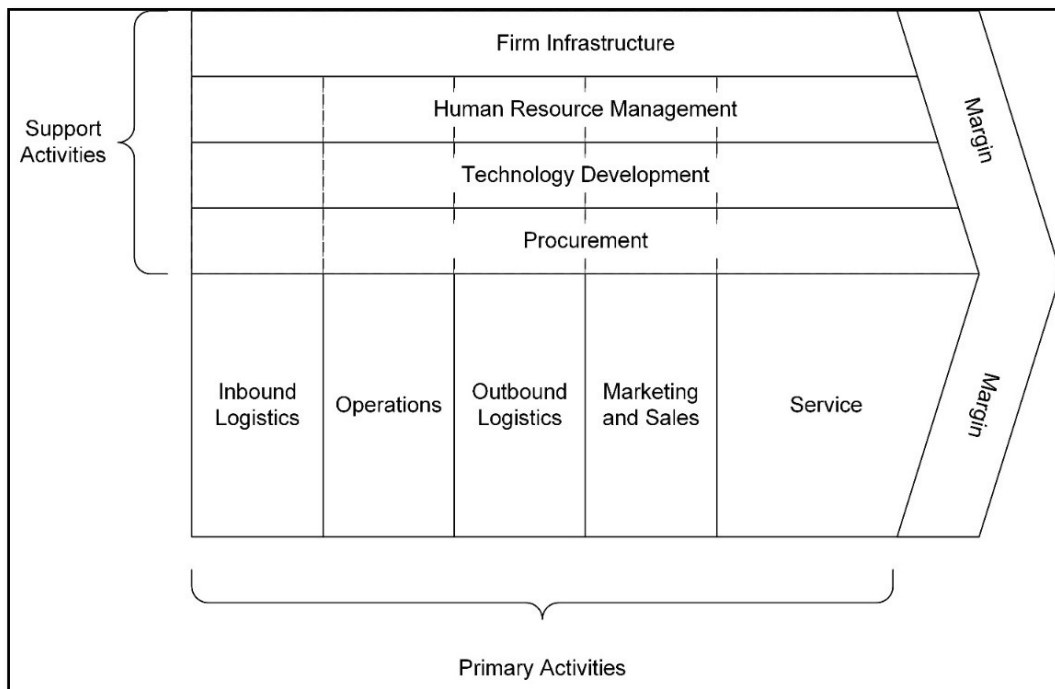 Firm Infrastructure
Human Resource Management
Support
Activities
Technology Development
Procurement
Margin
Inbound
Logistics
Operations
Outbound
Logistics
Marketing
and Sales
Service
Margin
Primary Activities